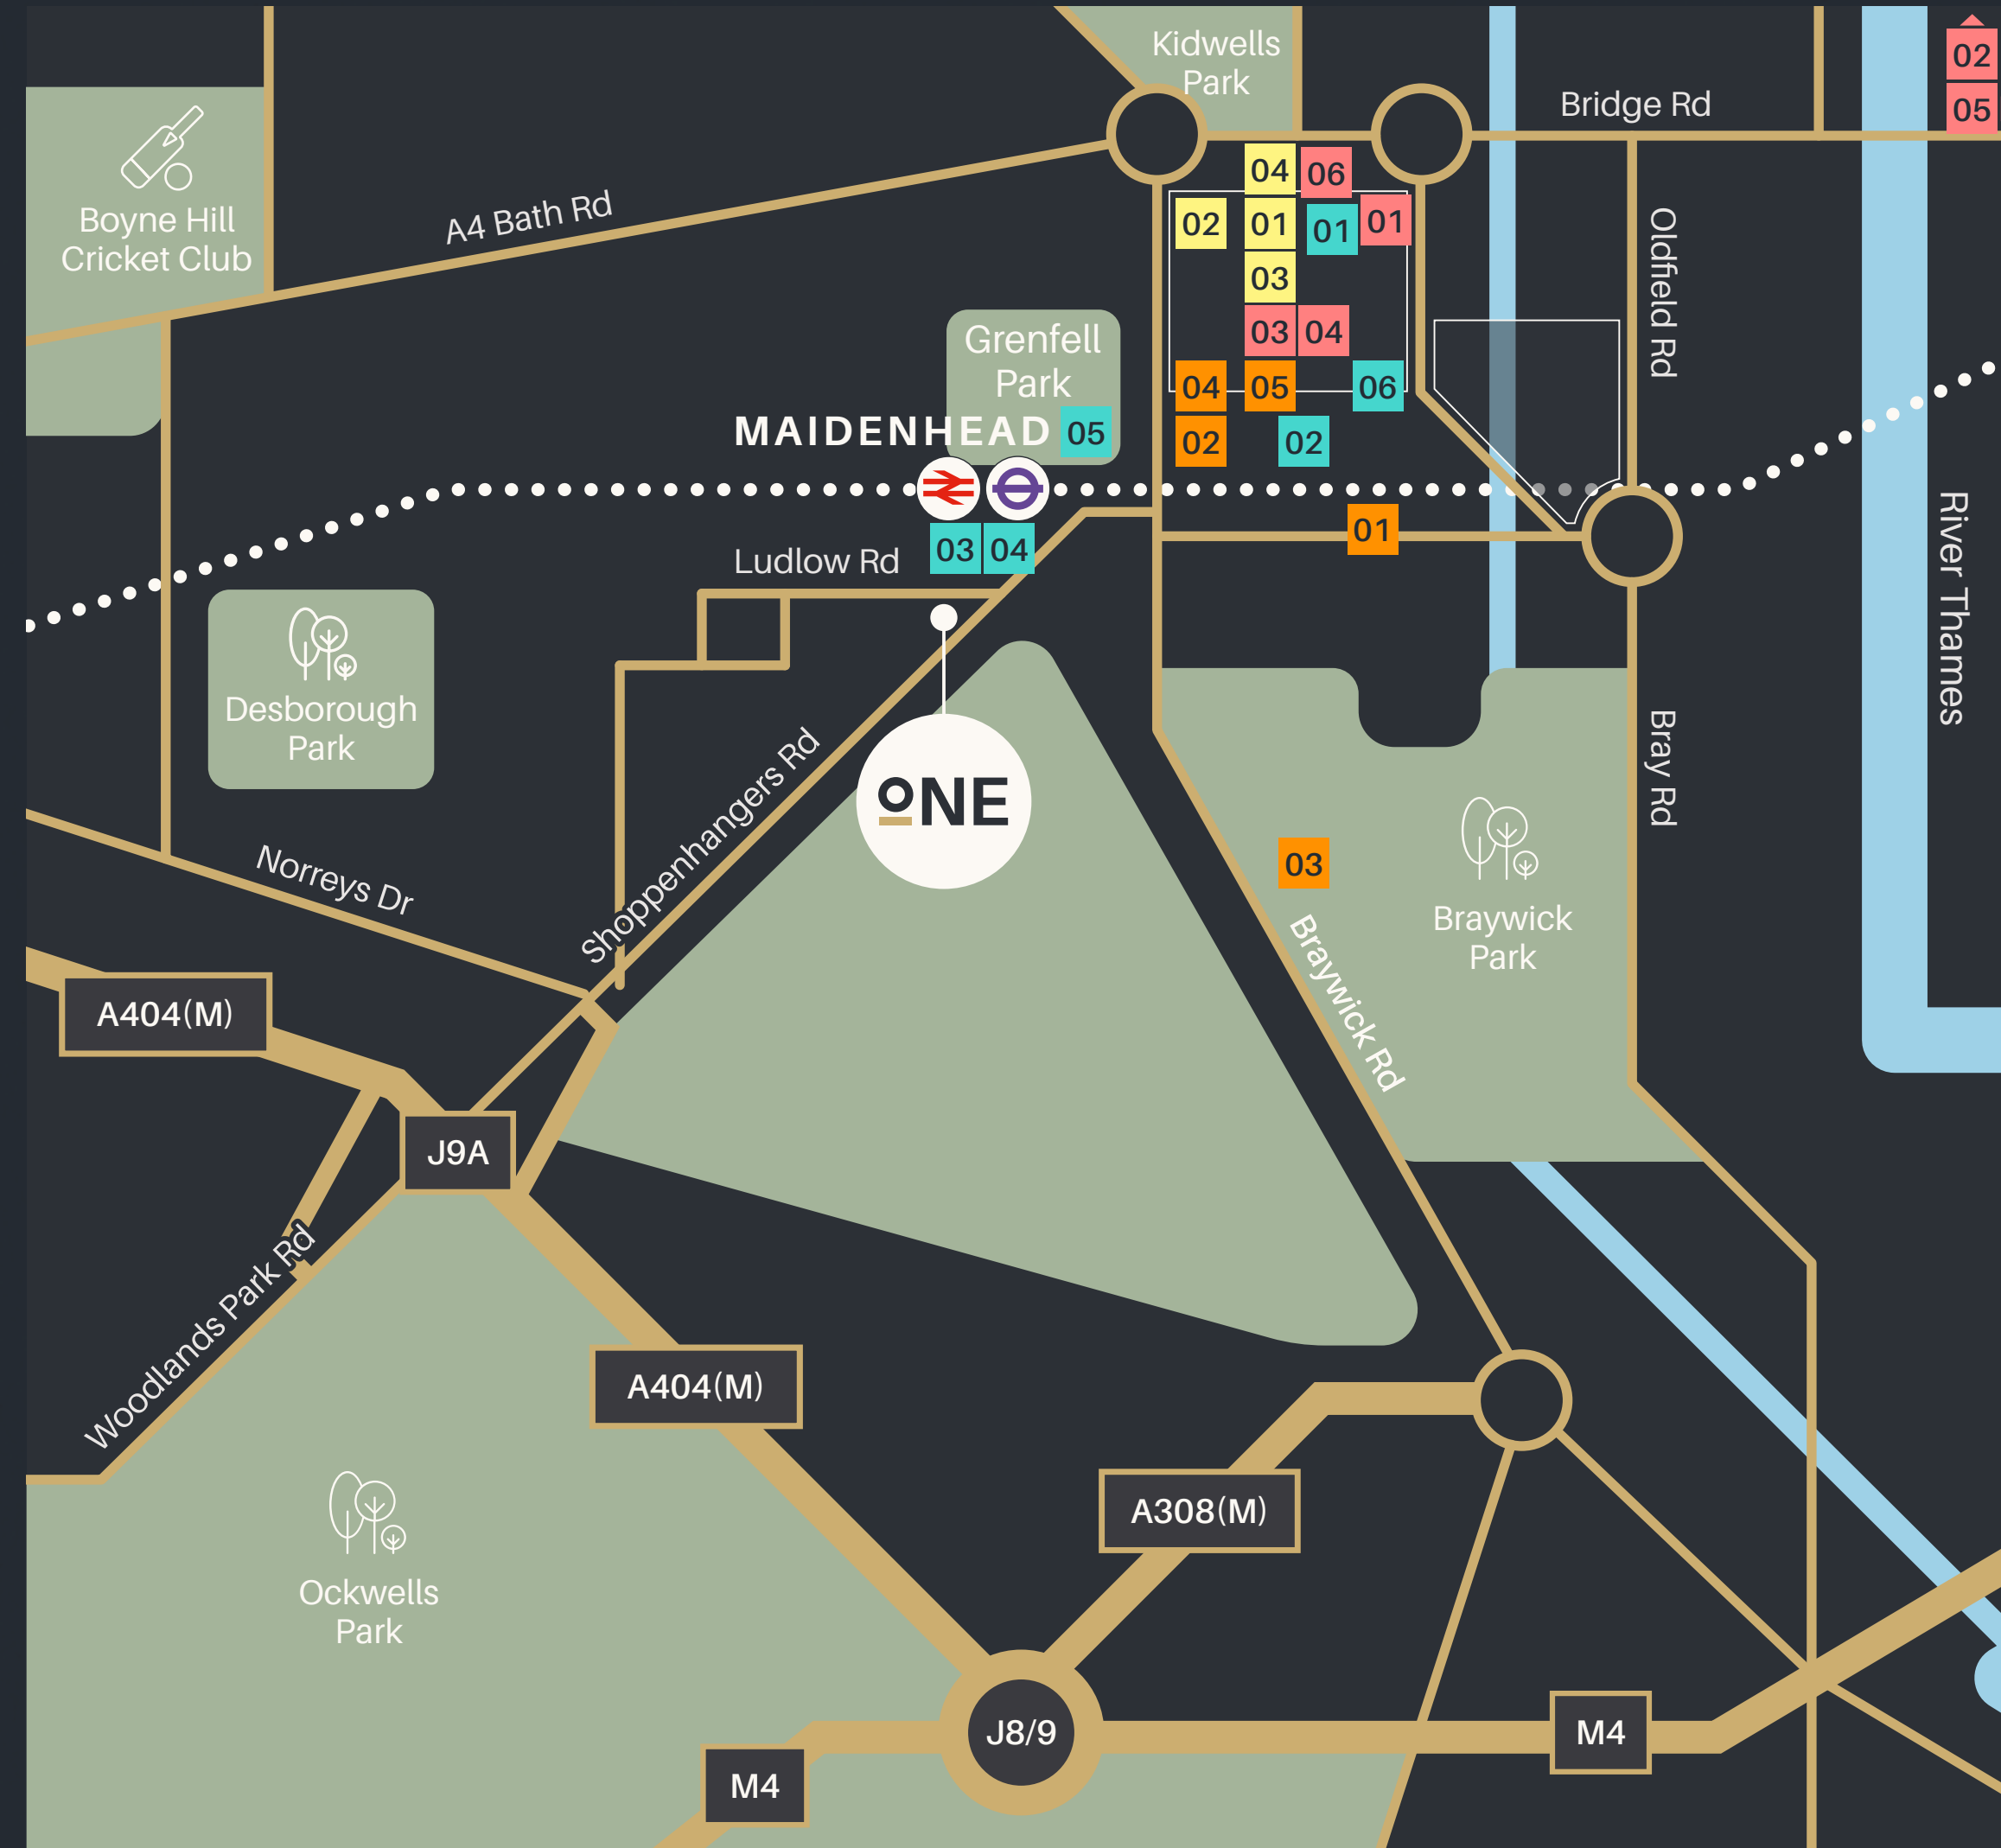 Kidwells
Park
02
05
Bridge Rd
Boyne Hill
Cricket Club
A4 Bath Rd
04
06
02
01
01
01
03
03
04
04
05
06
02
02
Oldfield Rd
Grenfell
Park
MAIDENHEAD
05
03
04
01
Ludlow Rd
River Thames
Desborough
Park
ONE
Shoppenhangers Rd
Norreys Dr
Bray Rd
03
Braywick
Park
Braywick Rd
A404(M)
J9A
Woodlands Park Rd
A404(M)
A308(M)
Ockwells
Park
J8/9
M4
M4